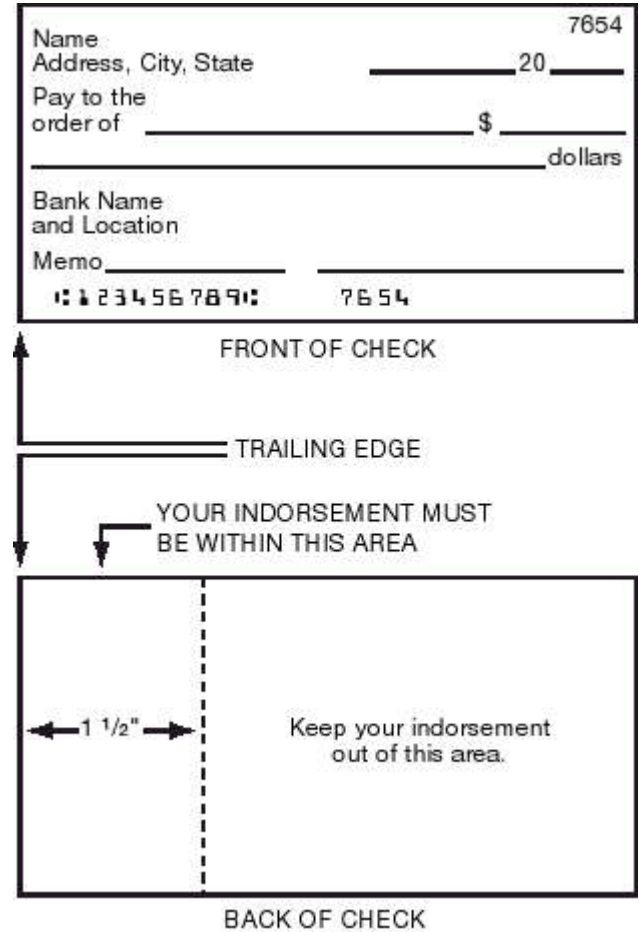 7654
Name
Address, City, State 20
Pay to the
order of $
dollars
Bank Name
and Location
Memo
⑆123456789⑆ 7654
FRONT OF CHECK
TRAILING EDGE
YOUR INDORSEMENT MUST
BE WITHIN THIS AREA
1 1/2"
Keep your indorsement
out of this area.
BACK OF CHECK